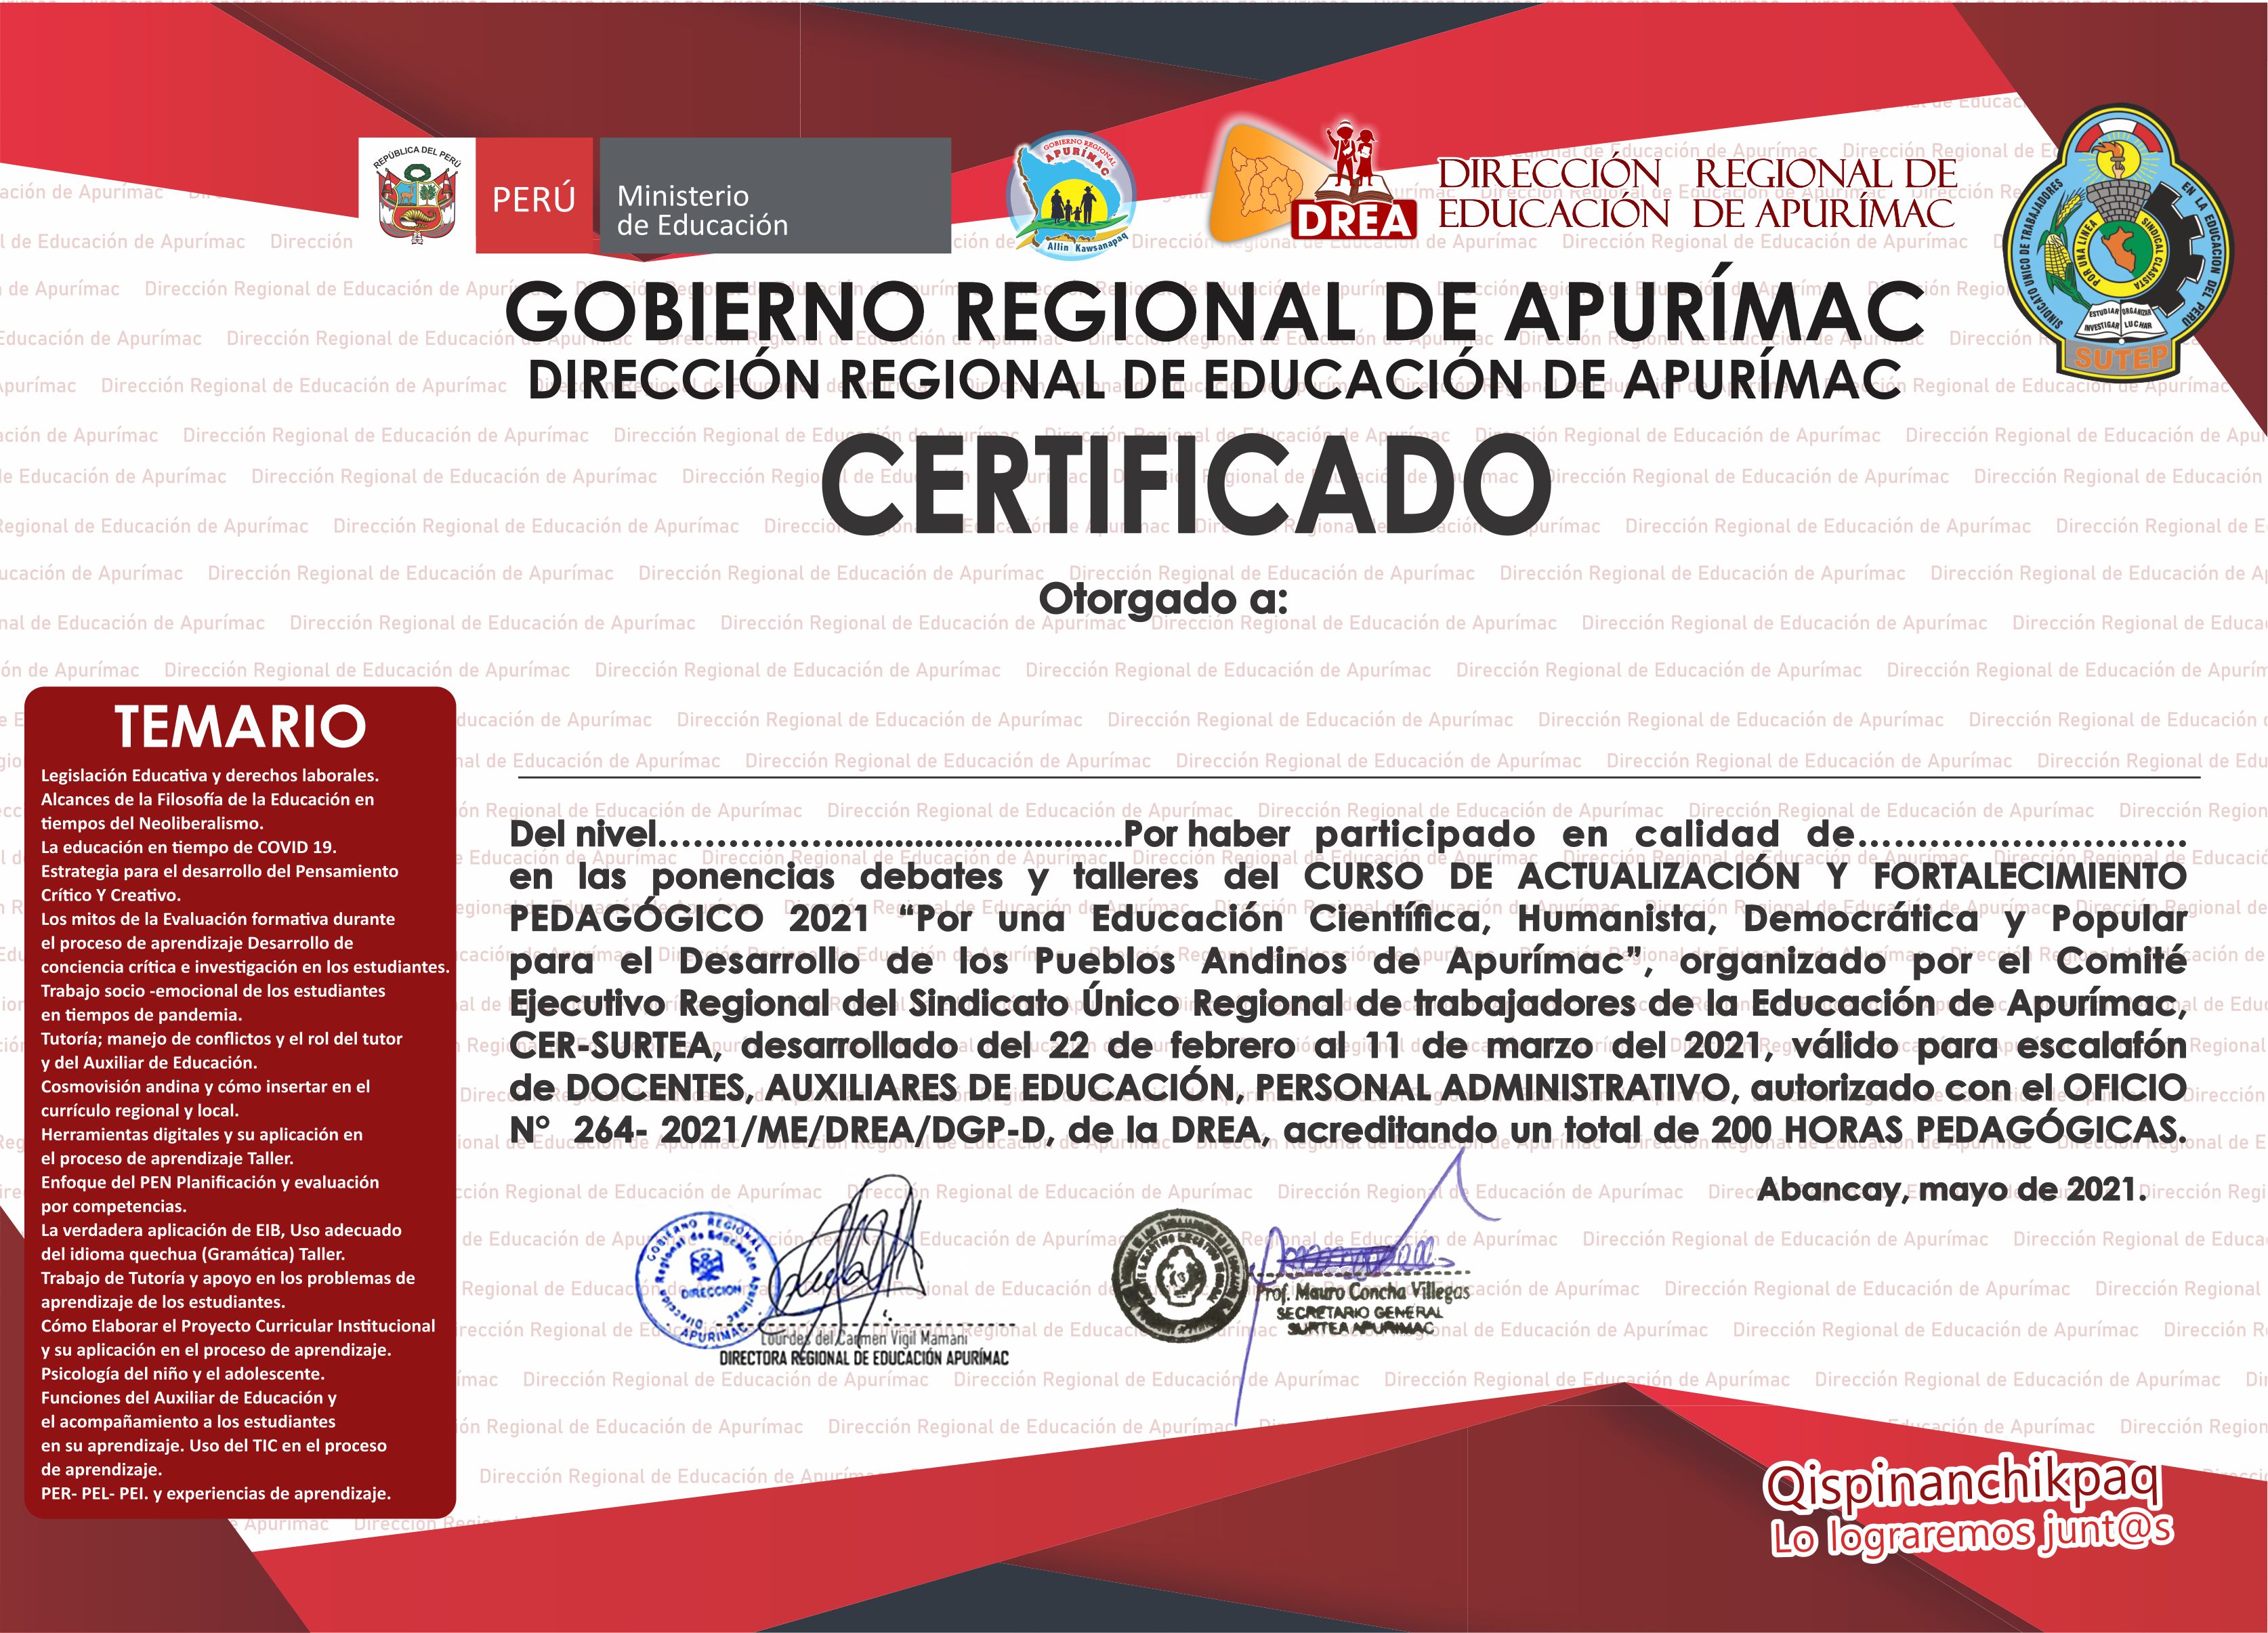 REPÚBLICA DEL PERÚ
PERÚ
Ministerio
de Educación
GOBIERNO REGIONAL
APURÍMAC
Allin Kawsanapaq
DREA
DIRECCIÓN REGIONAL DE
EDUCACIÓN DE APURÍMAC
SINDICATO UNICO DE TRABAJADORES
EN LA EDUCACION DEL PERU
POR UNA LINEA
SINDICAL CLASISTA
ESTUDIAR ORGANIZAR
INVESTIGAR LUCHAR
SUTEP
GOBIERNO REGIONAL DE APURÍMAC
DIRECCIÓN REGIONAL DE EDUCACIÓN DE APURÍMAC
CERTIFICADO
Otorgado a:
TEMARIO
Legislación Educativa y derechos laborales.
Alcances de la Filosofía de la Educación en
tiempos del Neoliberalismo.
La educación en tiempo de COVID 19.
Estrategia para el desarrollo del Pensamiento
Crítico Y Creativo.
Los mitos de la Evaluación formativa durante
el proceso de aprendizaje Desarrollo de
conciencia crítica e investigación en los estudiantes.
Trabajo socio -emocional de los estudiantes
en tiempos de pandemia.
Tutoría; manejo de conflictos y el rol del tutor
y del Auxiliar de Educación.
Cosmovisión andina y cómo insertar en el
currículo regional y local.
Herramientas digitales y su aplicación en
el proceso de aprendizaje Taller.
Enfoque del PEN Planificación y evaluación
por competencias.
La verdadera aplicación de EIB, Uso adecuado
del idioma quechua (Gramática) Taller.
Trabajo de Tutoría y apoyo en los problemas de
aprendizaje de los estudiantes.
Cómo Elaborar el Proyecto Curricular Institucional
y su aplicación en el proceso de aprendizaje.
Psicología del niño y el adolescente.
Funciones del Auxiliar de Educación y
el acompañamiento a los estudiantes
en su aprendizaje. Uso del TIC en el proceso
de aprendizaje.
PER- PEL- PEI. y experiencias de aprendizaje.
Del nivel..........................................Por haber participado en calidad de............................
en las ponencias debates y talleres del CURSO DE ACTUALIZACIÓN Y FORTALECIMIENTO
PEDAGÓGICO 2021 “Por una Educación Científica, Humanista, Democrática y Popular
para el Desarrollo de los Pueblos Andinos de Apurímac”, organizado por el Comité
Ejecutivo Regional del Sindicato Único Regional de trabajadores de la Educación de Apurímac,
CER-SURTEA, desarrollado del 22 de febrero al 11 de marzo del 2021, válido para escalafón
de DOCENTES, AUXILIARES DE EDUCACIÓN, PERSONAL ADMINISTRATIVO, autorizado con el OFICIO
N° 264- 2021/ME/DREA/DGP-D, de la DREA, acreditando un total de 200 HORAS PEDAGÓGICAS.
Abancay, mayo de 2021.
GOBIERNO REGIONAL
Dirección Regional de Educación Apurimac
DIRECCION
APURIMAC
Lourdes del Carmen Vigil Mamani
DIRECTORA REGIONAL DE EDUCACIÓN APURÍMAC
Prof. Mauro Concha Villegas
SECRETARIO GENERAL
SURTEA APURIMAC
Qispinanchikpaq
Lo lograremos junt@s